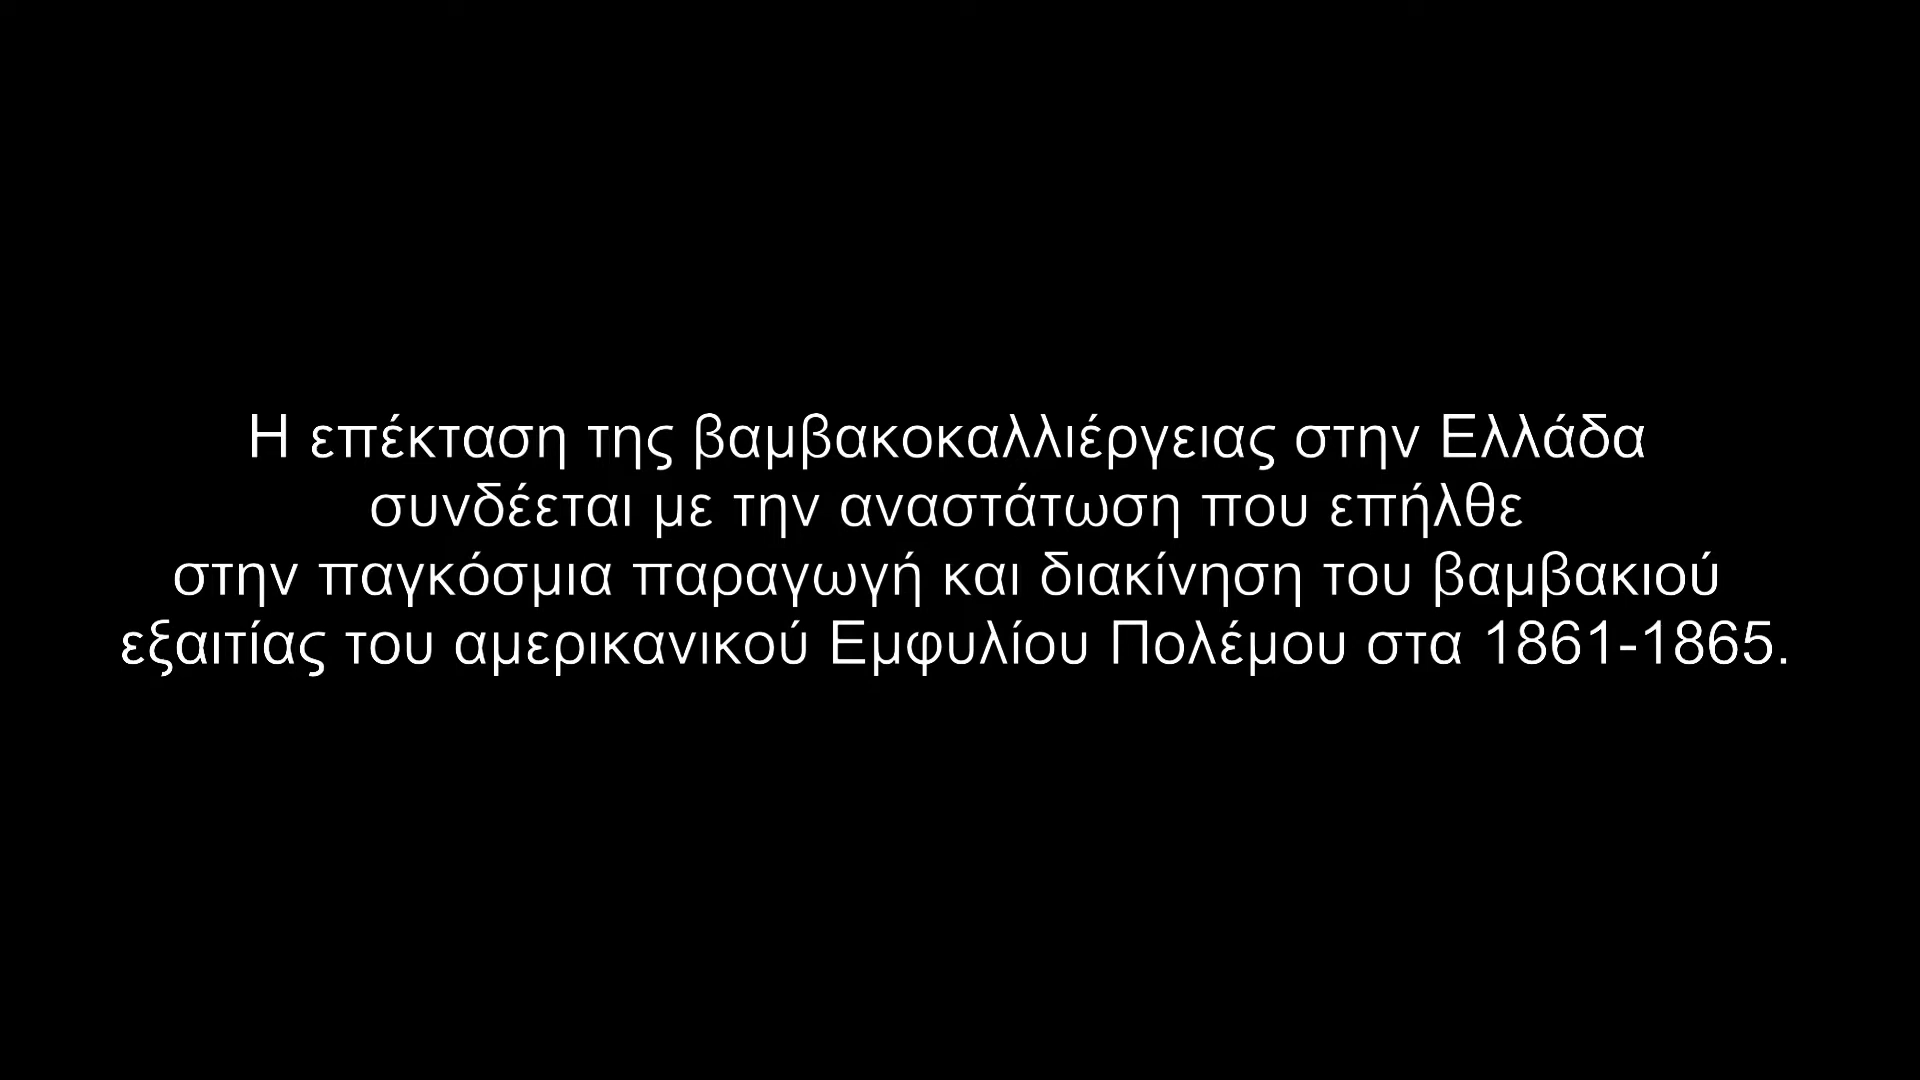 Η επέκταση της βαμβακοκαλλιέργειας στην Ελλάδα
συνδέεται με την αναστάτωση που επήλθε
στην παγκόσμια παραγωγή και διακίνηση του βαμβακιού
εξαιτίας του αμερικανικού Εμφυλίου Πολέμου στα 1861-1865.